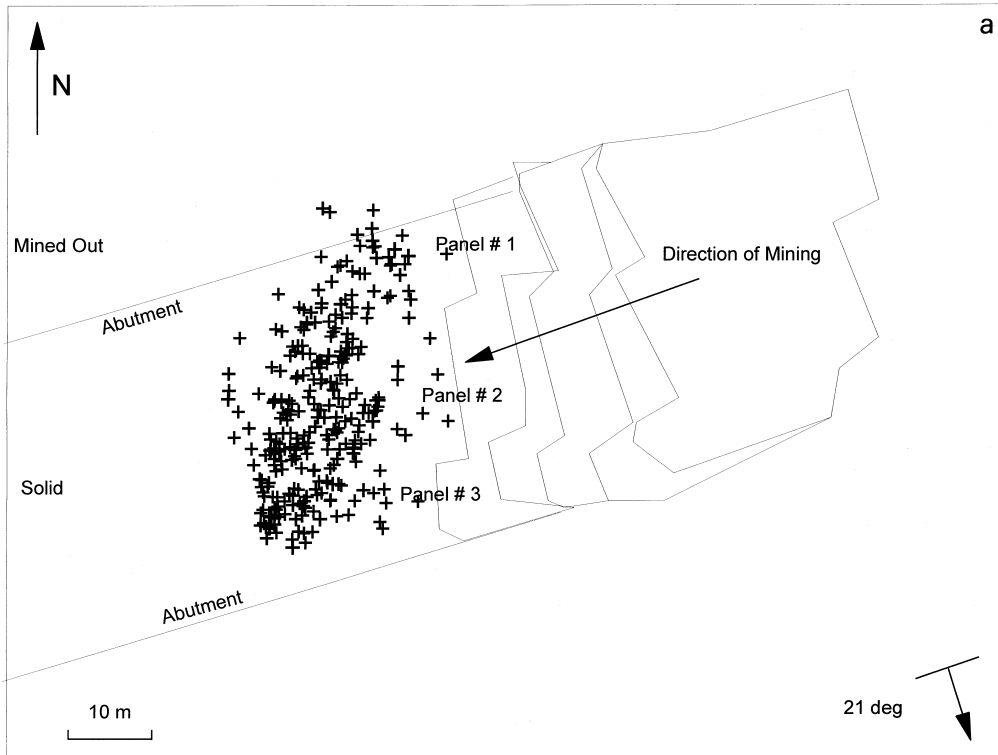 a
N
Mined Out
Panel # 1
Direction of Mining
Abutment
Panel # 2
Solid
Panel # 3
Abutment
10 m
21 deg